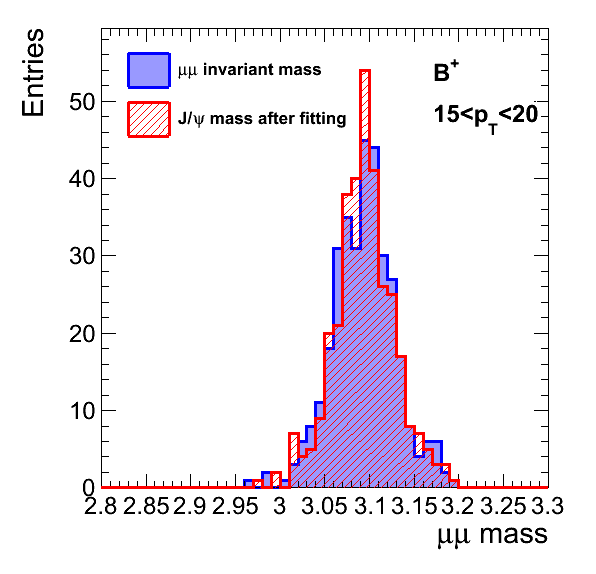 Entries
μμ invariant mass
J/ψ mass after fitting
B⁺
15<p_T<20
50
40
30
20
10
0
2.8 2.85 2.9 2.95 3 3.05 3.1 3.15 3.2 3.25 3.3
μμ mass